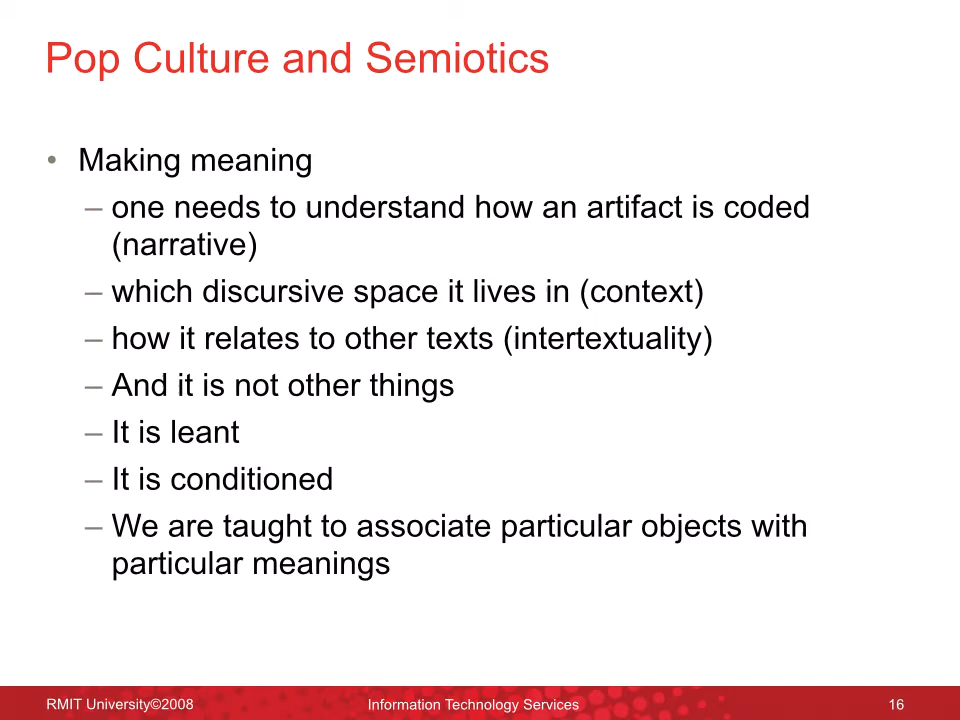 Pop Culture and Semiotics
• Making meaning
– one needs to understand how an artifact is coded
(narrative)
– which discursive space it lives in (context)
– how it relates to other texts (intertextuality)
– And it is not other things
– It is leant
– It is conditioned
– We are taught to associate particular objects with
particular meanings
RMIT University©2008 Information Technology Services 16